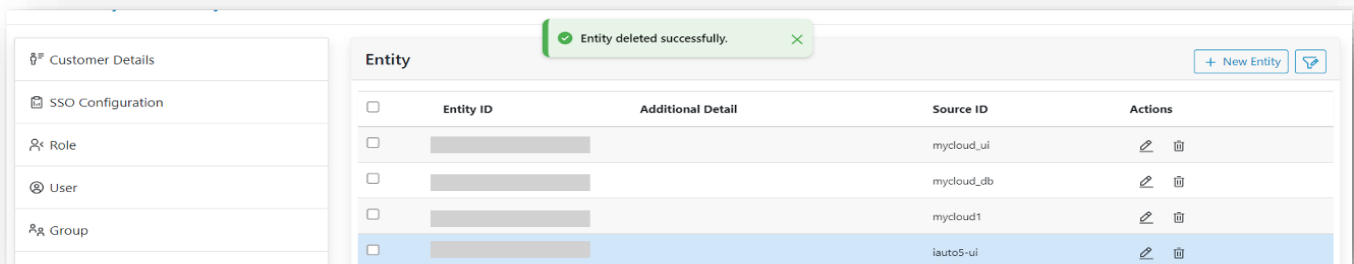 Entity deleted successfully.
Customer Details
SSO Configuration
Role
User
Group
Entity
+ New Entity
Entity ID Additional Detail Source ID Actions
mycloud_ui
mycloud_db
mycloud1
iauto5-ui